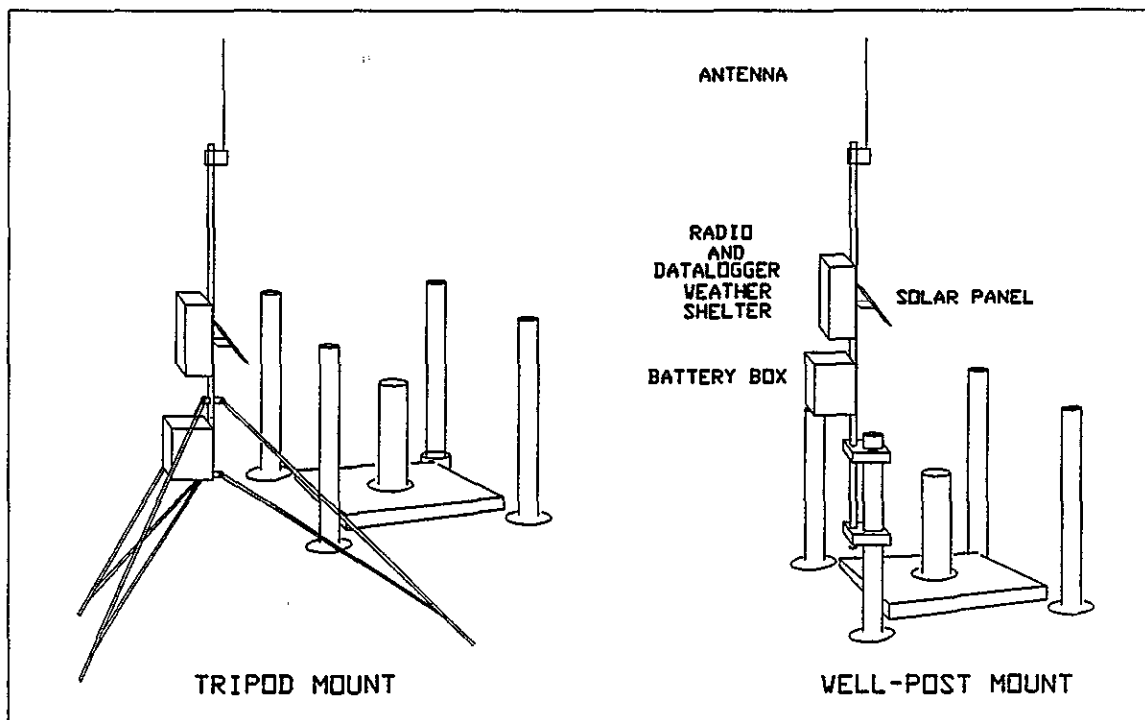 ANTENNA
RADIO
AND
DATALOGGER
WEATHER
SHELTER
SOLAR PANEL
BATTERY BOX
TRIPOD MOUNT
WELL-POST MOUNT